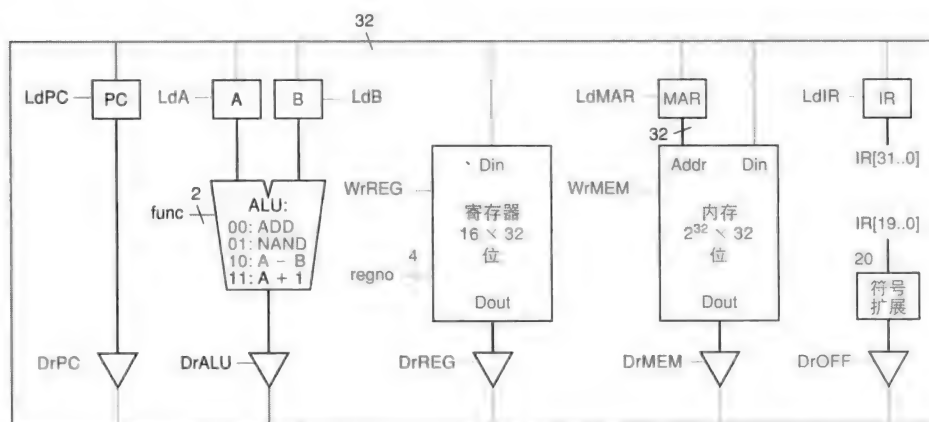 32
LdPC
PC
LdA
A
B
LdB
LdMAR
MAR
LdIR
IR
32
IR[31..0]
Din
Addr
Din
WrREG
WrMEM
2
func
ALU:
00: ADD
01: NAND
10: A - B
11: A + 1
寄存器
16 × 32
位
内存
2³² × 32
位
IR[19..0]
4
regno
20
符号
扩展
Dout
Dout
DrPC
DrALU
DrREG
DrMEM
DrOFF